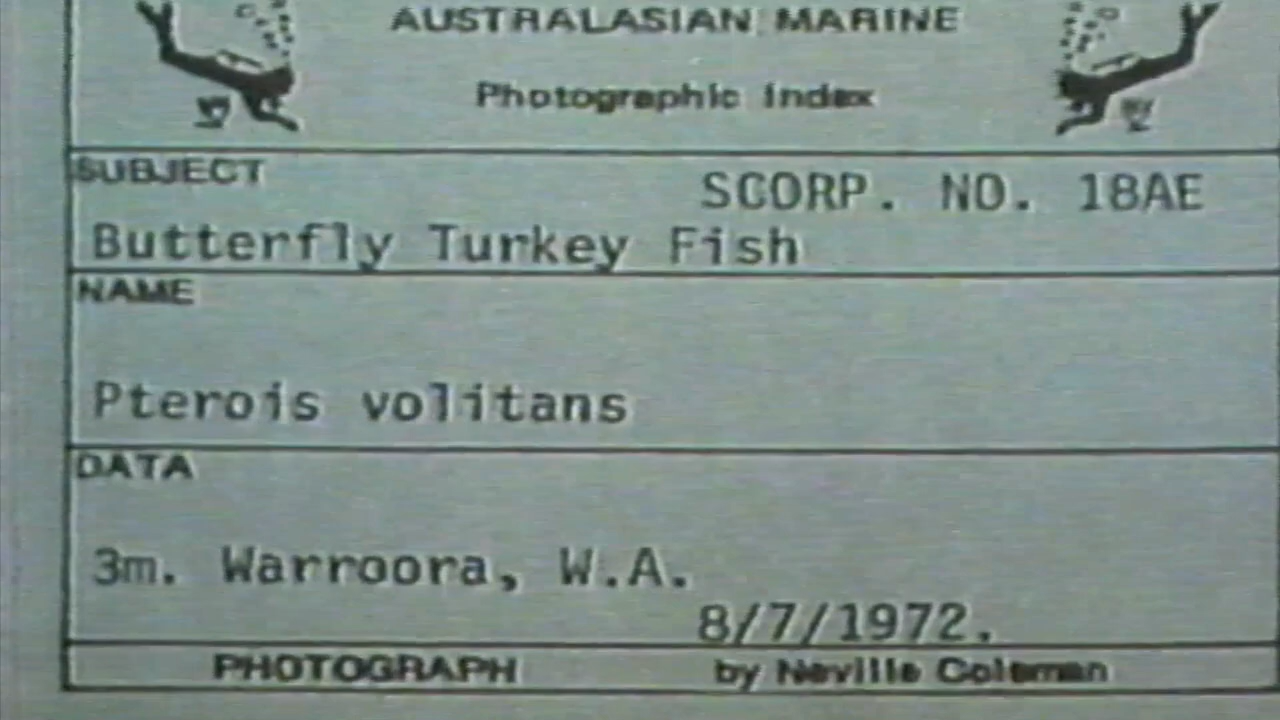 AUSTRALASIAN MARINE
Photographic Index
SUBJECT
SCORP. NO. 18AE
Butterfly Turkey Fish
NAME
Pterois volitans
DATA
3m. Warroora, W.A.
8/7/1972.
PHOTOGRAPH by Neville Coleman